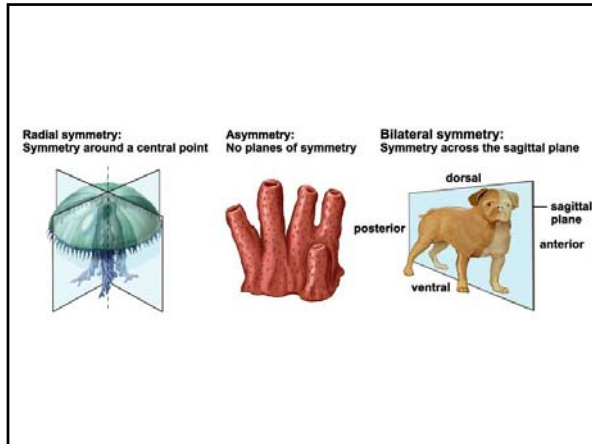 Radial symmetry:
Symmetry around a central point
Asymmetry:
No planes of symmetry
Bilateral symmetry:
Symmetry across the sagittal plane
dorsal
sagittal
plane
posterior
anterior
ventral